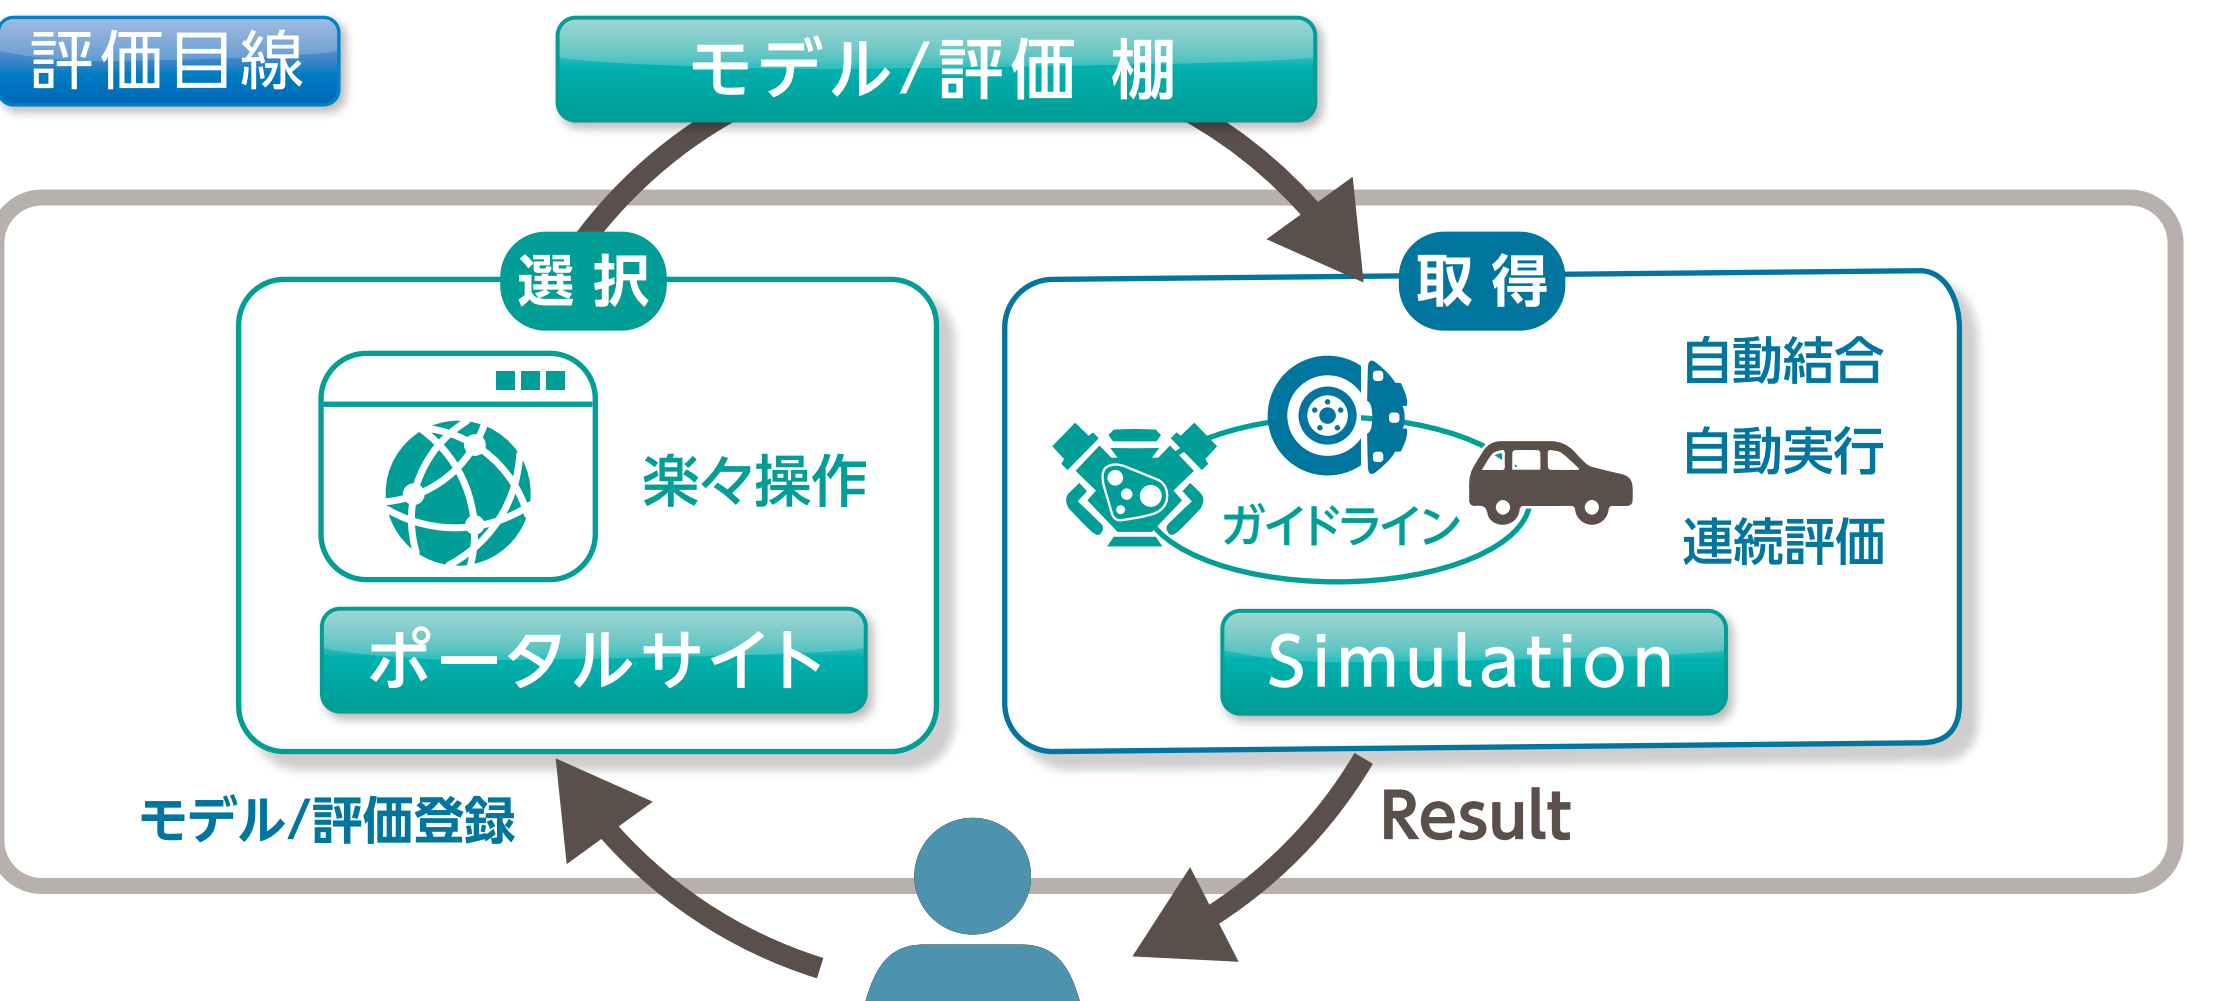 評価目線
モデル/評価 棚
選択
取得
楽々操作
ポータルサイト
ガイドライン
自動結合
自動実行
連続評価
Simulation
モデル/評価登録
Result